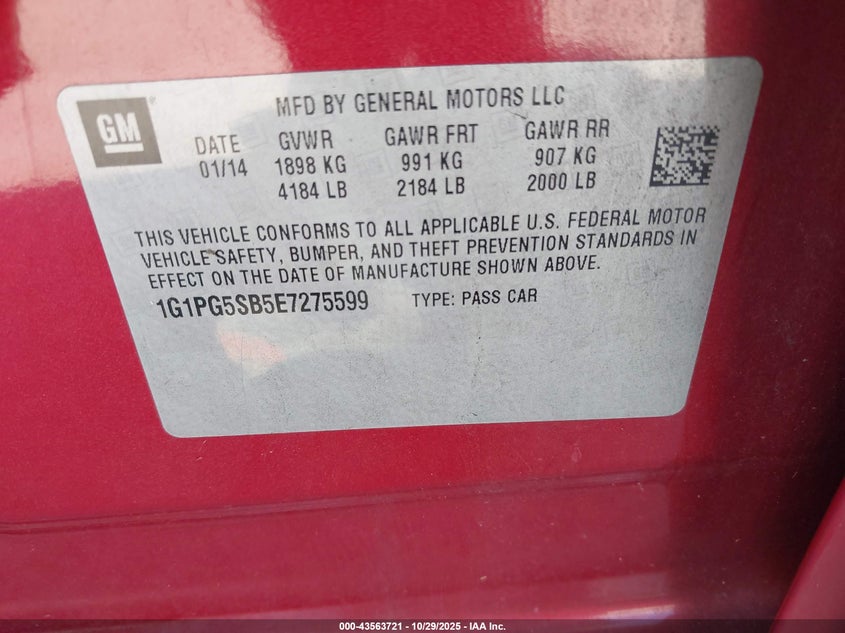 GM
MFD BY GENERAL MOTORS LLC
DATE GVWR GAWR FRT GAWR RR
01/14 1898 KG 991 KG 907 KG
4184 LB 2184 LB 2000 LB
THIS VEHICLE CONFORMS TO ALL APPLICABLE U.S. FEDERAL MOTOR
VEHICLE SAFETY, BUMPER, AND THEFT PREVENTION STANDARDS IN
EFFECT ON THE DATE OF MANUFACTURE SHOWN ABOVE.
1G1PG5SB5E7275599 TYPE: PASS CAR
000-43563721 | 10/29/2025 | IAA Inc.